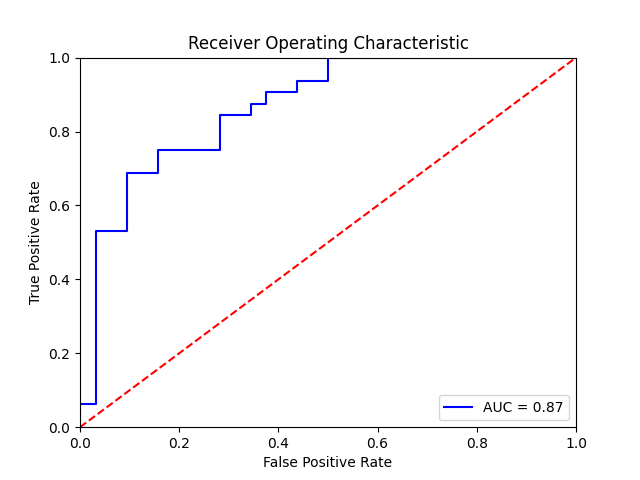 Receiver Operating Characteristic
1.0
0.8
0.6
0.4
0.2
0.0
True Positive Rate
AUC = 0.87
0.0 0.2 0.4 0.6 0.8 1.0
False Positive Rate